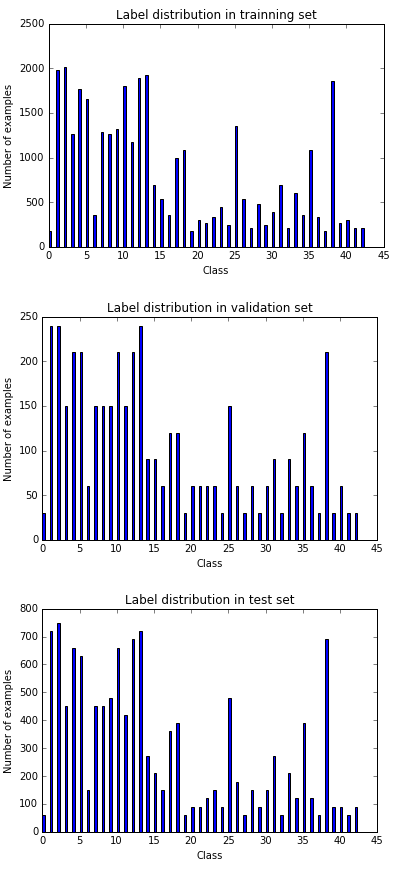 Label distribution in trainning set
2500
2000
1500
1000
500
0
0 5 10 15 20 25 30 35 40 45
Number of examples
Class
Label distribution in validation set
250
200
150
100
50
0
0 5 10 15 20 25 30 35 40 45
Number of examples
Class
Label distribution in test set
800
700
600
500
400
300
200
100
0
0 5 10 15 20 25 30 35 40 45
Number of examples
Class